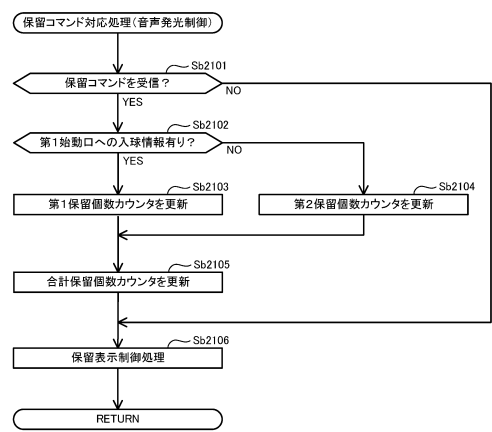 保留コマンド対応処理(音声発光制御)
Sb2101
保留コマンドを受信?
NO
YES
Sb2102
第1始動口への入球情報有り?
NO
YES
Sb2103
第1保留個数カウンタを更新
Sb2104
第2保留個数カウンタを更新
Sb2105
合計保留個数カウンタを更新
Sb2106
保留表示制御処理
RETURN